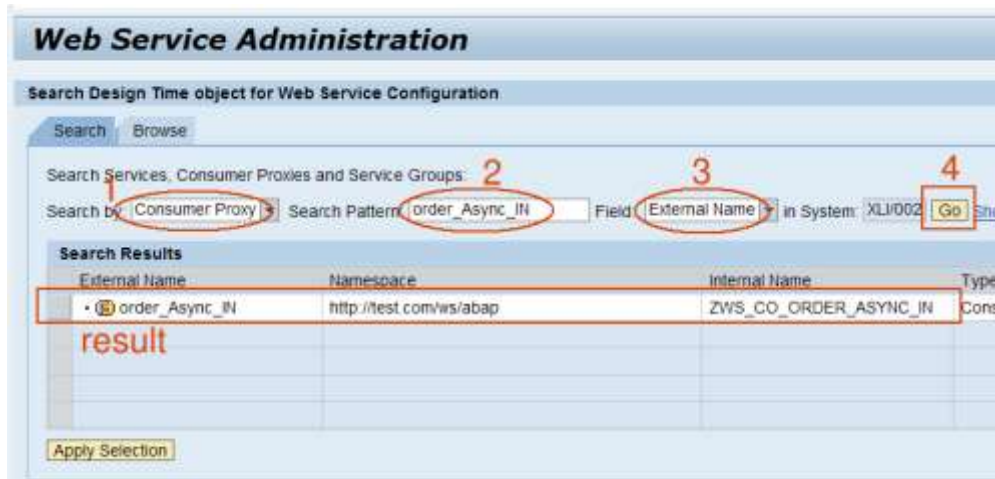 Web Service Administration
Search Design Time object for Web Service Configuration
Search Browse
Search Services, Consumer Proxies and Service Groups:
1 2 3 4
Search by: Consumer Proxy Search Pattern: order_Async_IN Field: External Name in System: XLI/002 Go
Search Results
External Name Namespace Internal Name Type
• order_Async_IN http://test.com/ws/abap ZWS_CO_ORDER_ASYNC_IN Cons
result
Apply Selection